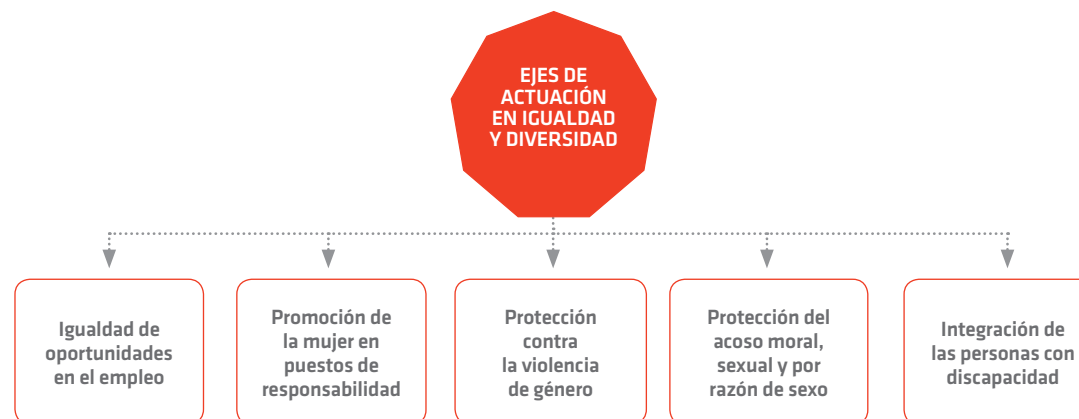 EJES DE
ACTUACIÓN
EN IGUALDAD
Y DIVERSIDAD
Igualdad de
oportunidades
en el empleo
Promoción de
la mujer en
puestos de
responsabilidad
Protección
contra
la violencia
de género
Protección del
acoso moral,
sexual y por
razón de sexo
Integración de
las personas con
discapacidad